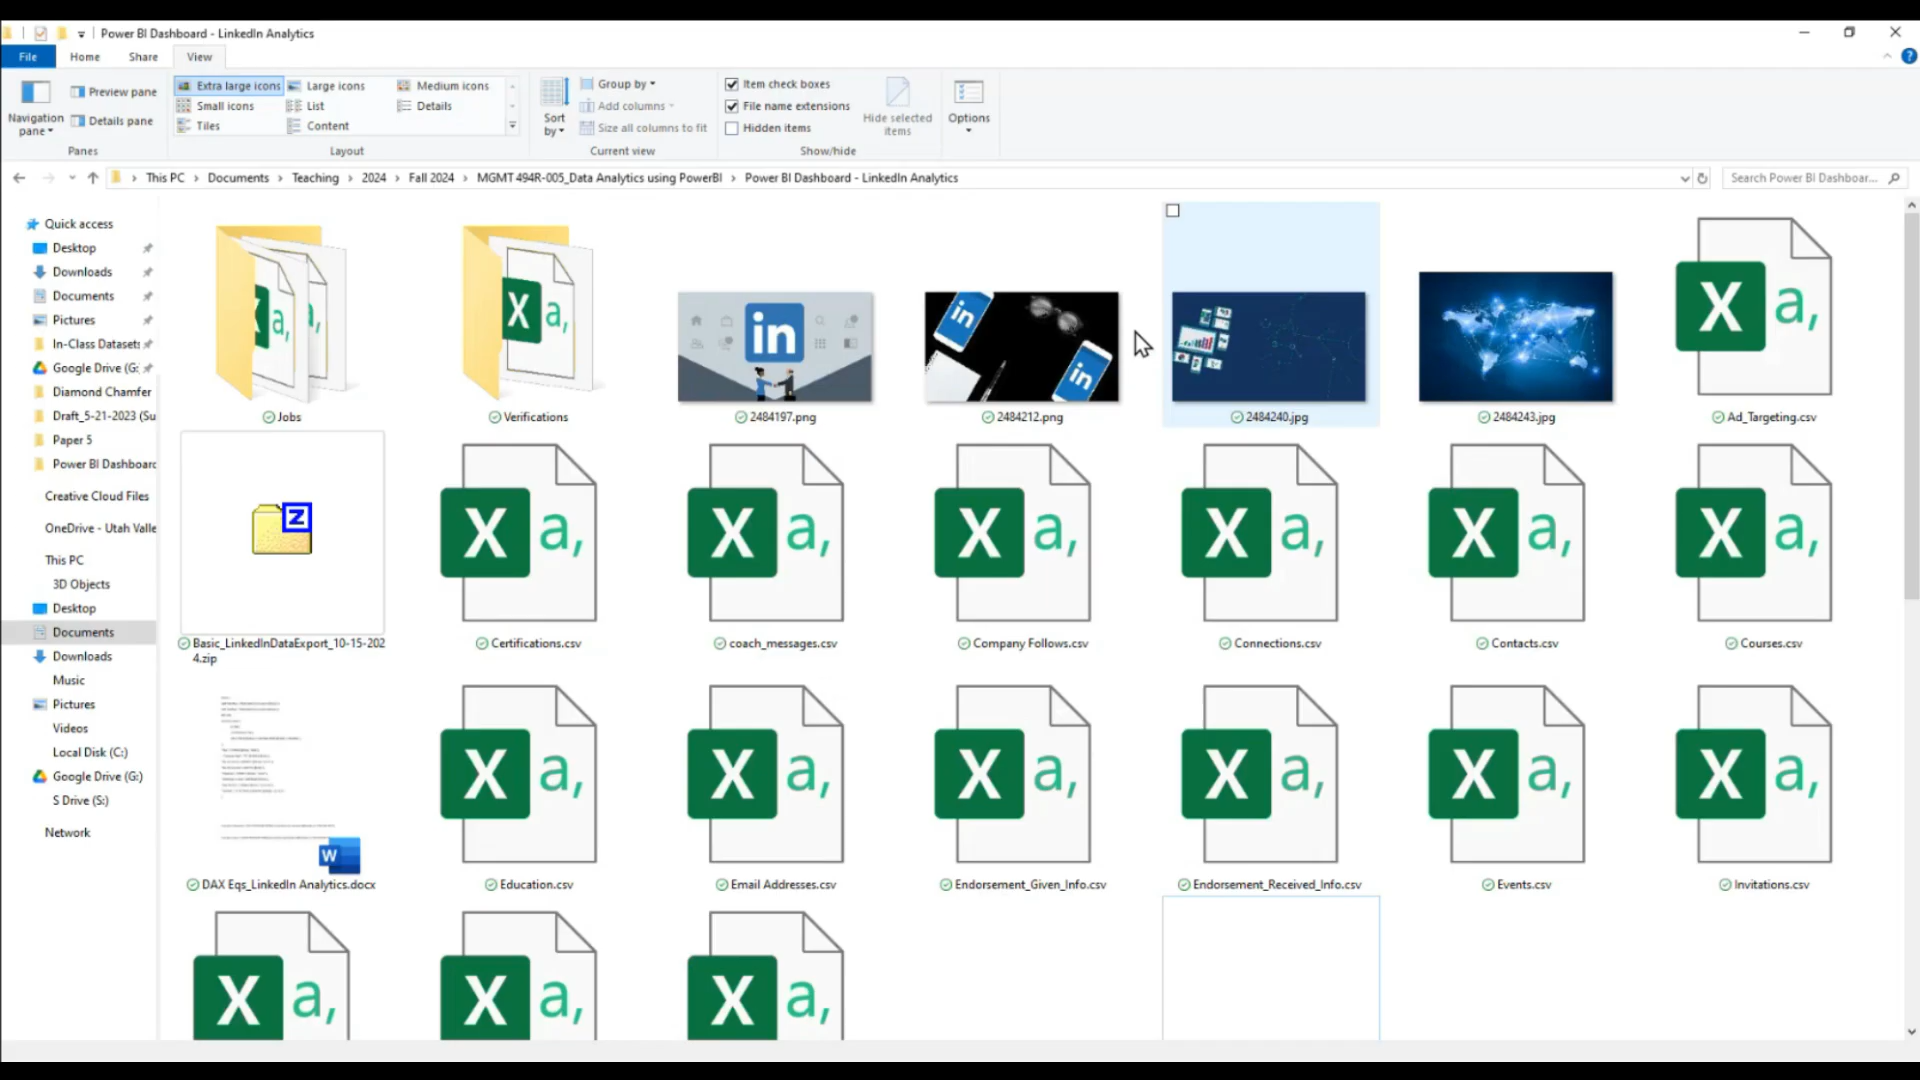 Power BI Dashboard - LinkedIn Analytics
File
Home
Share
View
Navigation pane
Preview pane
Details pane
Panes
Extra large icons
Large icons
Medium icons
Small icons
List
Details
Tiles
Content
Layout
Sort by
Group by
Add columns
Size all columns to fit
Current view
Item check boxes
File name extensions
Hidden items
Hide selected items
Show/hide
Options
This PC > Documents > Teaching > 2024 > Fall 2024 > MGMT 494R-005_Data Analytics using PowerBI > Power BI Dashboard - LinkedIn Analytics
Search Power BI Dashboar...
Quick access
Desktop
Downloads
Documents
Pictures
In-Class Datasets
Google Drive (G:
Diamond Chamfer
Draft_5-21-2023 (Su
Paper 5
Power BI Dashboard
Creative Cloud Files
OneDrive - Utah Valle
This PC
3D Objects
Desktop
Documents
Downloads
Music
Pictures
Videos
Local Disk (C:)
Google Drive (G:)
S Drive (S:)
Network
Jobs
Verifications
2484197.png
2484212.png
2484240.jpg
2484243.jpg
Ad_Targeting.csv
Basic_LinkedInDataExport_10-15-202
4.zip
Certifications.csv
coach_messages.csv
Company Follows.csv
Connections.csv
Contacts.csv
Courses.csv
DAX Eqs_LinkedIn Analytics.docx
Education.csv
Email Addresses.csv
Endorsement_Given_Info.csv
Endorsement_Received_Info.csv
Events.csv
Invitations.csv